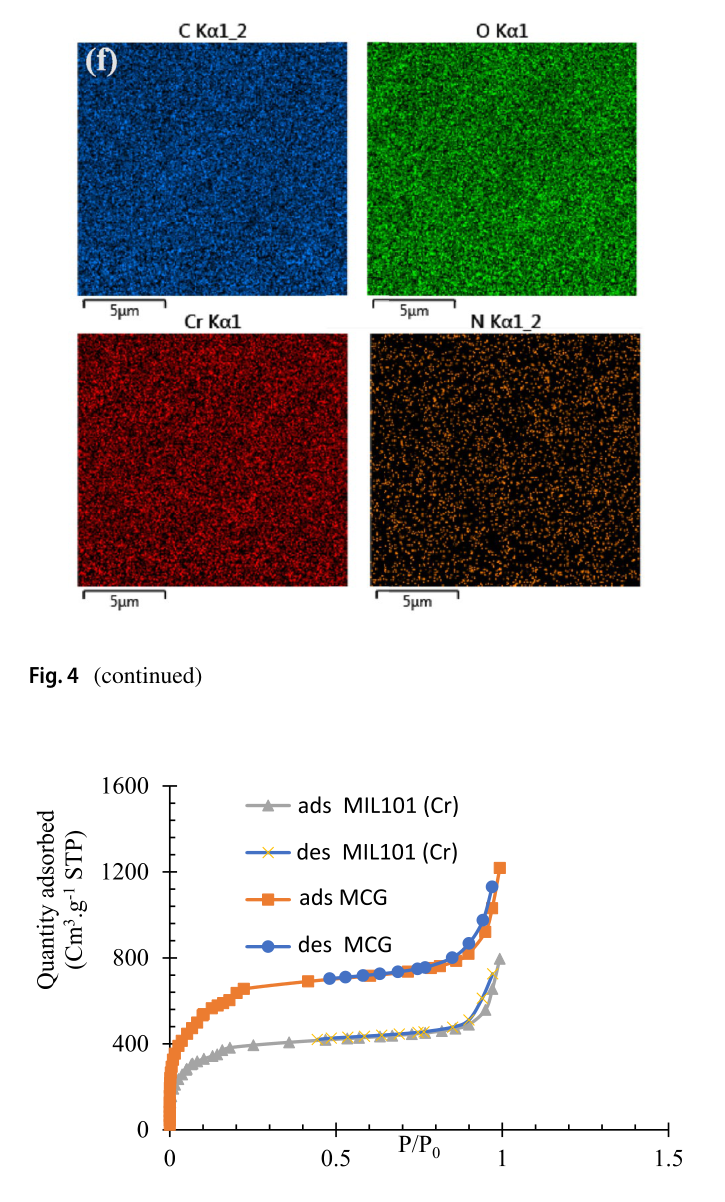 C Kα1_2
O Kα1
(f)
5μm
5μm
Cr Kα1
N Kα1_2
5μm
5μm
Fig. 4 (continued)
Quantity adsorbed
(Cm³.g⁻¹ STP)
1600
1200
800
400
0
ads MIL101 (Cr)
des MIL101 (Cr)
ads MCG
des MCG
0
0.5
1
1.5
P/P₀